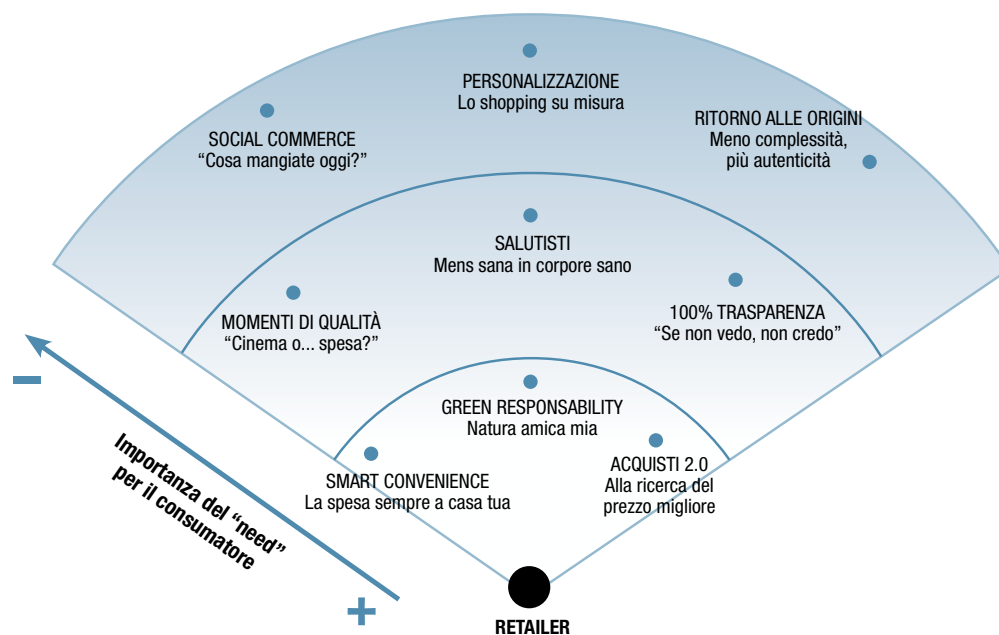 PERSONALIZZAZIONE
Lo shopping su misura
SOCIAL COMMERCE
“Cosa mangiate oggi?”
RITORNO ALLE ORIGINI
Meno complessità,
più autenticità
SALUTISTI
Mens sana in corpore sano
MOMENTI DI QUALITÀ
“Cinema o... spesa?”
100% TRASPARENZA
“Se non vedo, non credo”
GREEN RESPONSABILITY
Natura amica mia
SMART CONVENIENCE
La spesa sempre a casa tua
ACQUISTI 2.0
Alla ricerca del
prezzo migliore
–
Importanza del “need”
per il consumatore
+
RETAILER